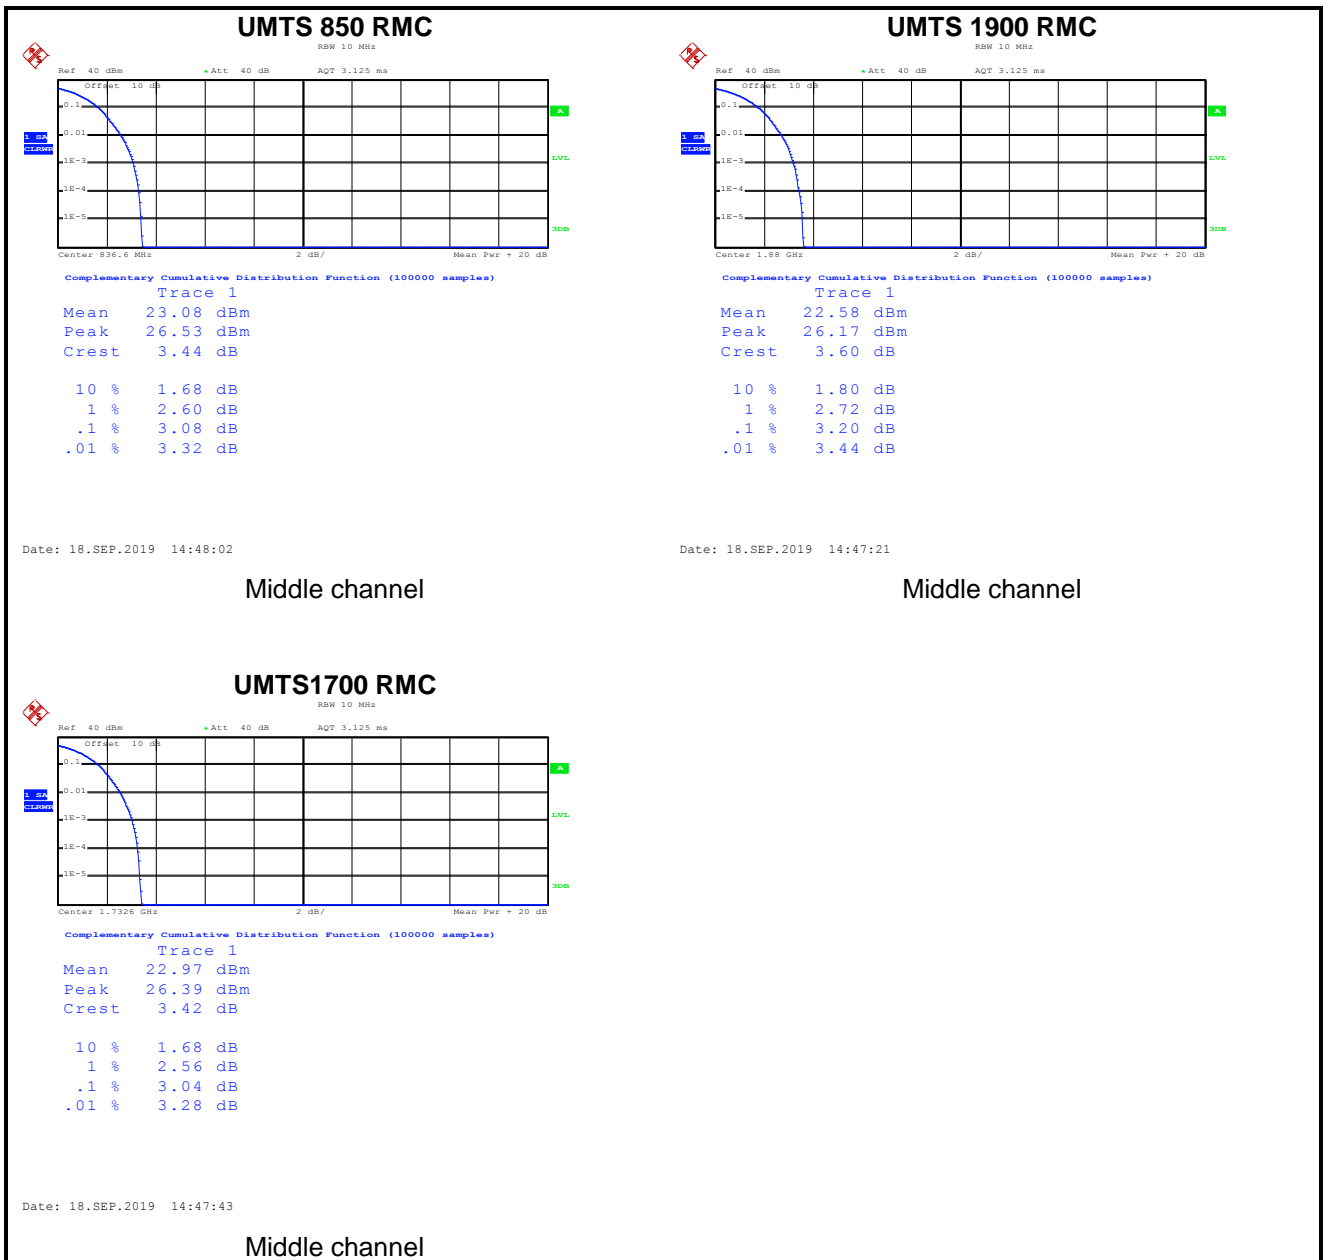 UMTS 850 RMC
RBW 10 MHz
R S
Ref 40 dBm *Att 40 dB AQT 3.125 ms
Offset 10 dB
0.1
A
0.01
1 SA
CLRWR
1E-3
LVL
1E-4
1E-5
3DB
Center 836.6 MHz 2 dB/ Mean Pwr + 20 dB
Complementary Cumulative Distribution Function (100000 samples)
Trace 1
Mean 23.08 dBm
Peak 26.53 dBm
Crest 3.44 dB
10 % 1.68 dB
1 % 2.60 dB
.1 % 3.08 dB
.01 % 3.32 dB
Date: 18.SEP.2019 14:48:02
Middle channel
UMTS 1900 RMC
RBW 10 MHz
R S
Ref 40 dBm *Att 40 dB AQT 3.125 ms
Offset 10 dB
0.1
A
0.01
1 SA
CLRWR
1E-3
LVL
1E-4
1E-5
3DB
Center 1.88 GHz 2 dB/ Mean Pwr + 20 dB
Complementary Cumulative Distribution Function (100000 samples)
Trace 1
Mean 22.58 dBm
Peak 26.17 dBm
Crest 3.60 dB
10 % 1.80 dB
1 % 2.72 dB
.1 % 3.20 dB
.01 % 3.44 dB
Date: 18.SEP.2019 14:47:21
Middle channel
UMTS1700 RMC
RBW 10 MHz
R S
Ref 40 dBm *Att 40 dB AQT 3.125 ms
Offset 10 dB
0.1
A
0.01
1 SA
CLRWR
1E-3
LVL
1E-4
1E-5
3DB
Center 1.7326 GHz 2 dB/ Mean Pwr + 20 dB
Complementary Cumulative Distribution Function (100000 samples)
Trace 1
Mean 22.97 dBm
Peak 26.39 dBm
Crest 3.42 dB
10 % 1.68 dB
1 % 2.56 dB
.1 % 3.04 dB
.01 % 3.28 dB
Date: 18.SEP.2019 14:47:43
Middle channel